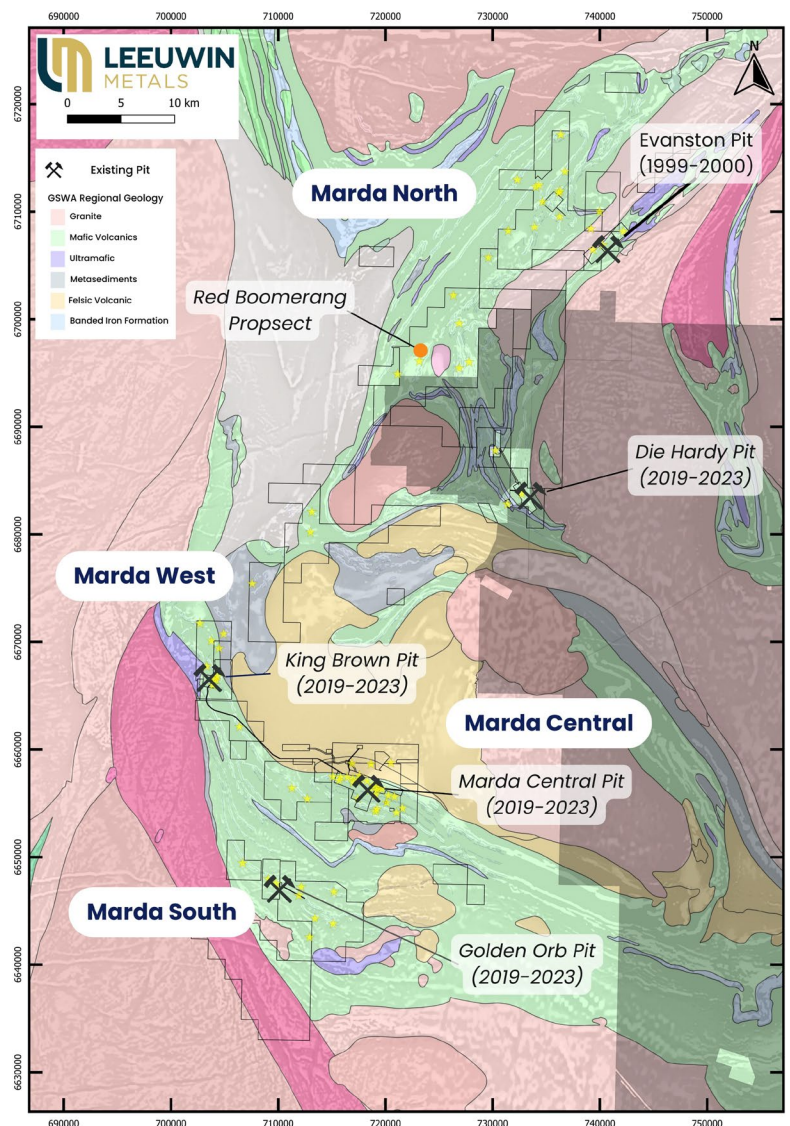 690000 700000 710000 720000 730000 740000 750000
LEEUWIN
METALS
0 5 10 km
N
Existing Pit
GSWA Regional Geology
Granite
Mafic Volcanics
Ultramafic
Metasediments
Felsic Volcanic
Banded Iron Formation
Evanston Pit
(1999-2000)
Marda North
Red Boomerang
Propsect
Die Hardy Pit
(2019-2023)
Marda West
King Brown Pit
(2019-2023)
Marda Central
Marda Central Pit
(2019-2023)
Marda South
Golden Orb Pit
(2019-2023)
6720000
6710000
6700000
6690000
6680000
6670000
6660000
6650000
6640000
6630000
690000 700000 710000 720000 730000 740000 750000